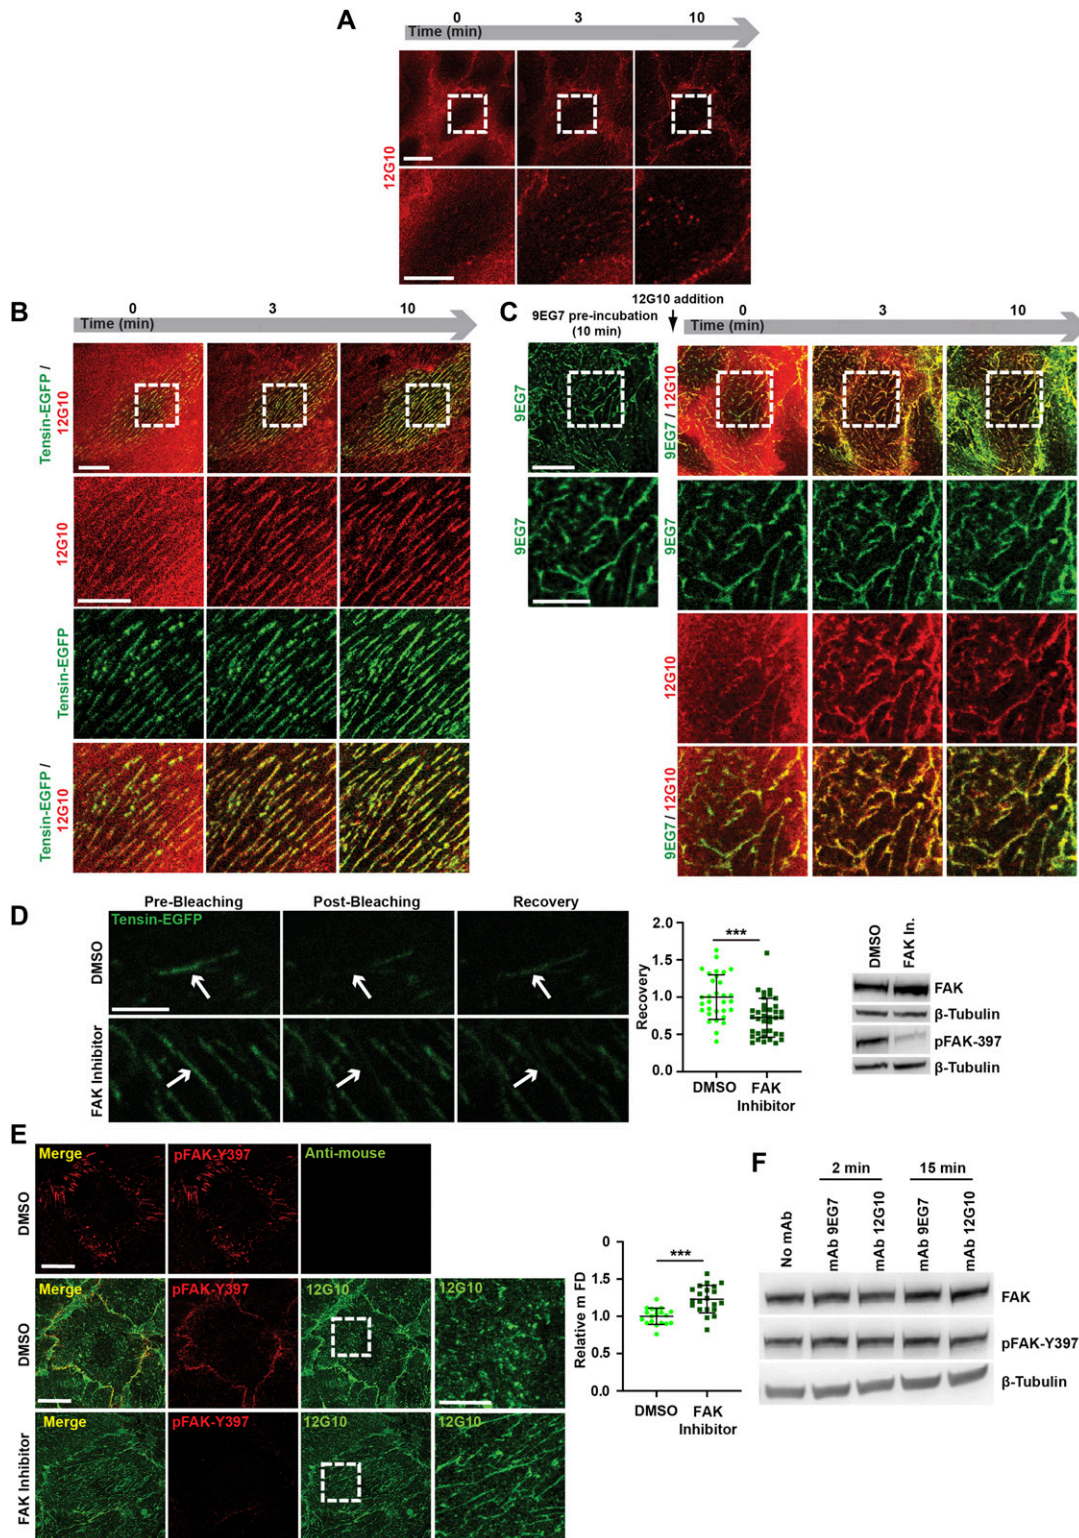 A
0 3 10
Time (min)
12G10
B
0 3 10
Time (min)
Tensin-EGFP /
12G10
12G10
Tensin-EGFP
Tensin-EGFP /
12G10
C
9EG7 pre-incubation
(10 min)
12G10 addition
0 3 10
Time (min)
9EG7
9EG7
9EG7 / 12G10
9EG7
12G10
9EG7 / 12G10
D
Pre-Bleaching Post-Bleaching Recovery
Tensin-EGFP
DMSO
FAK Inhibitor
***
Recovery
2.0
1.5
1.0
0.5
0.0
DMSO FAK
Inhibitor
DMSO
FAK In.
FAK
β-Tubulin
pFAK-397
β-Tubulin
E
DMSO
Merge pFAK-Y397 Anti-mouse
DMSO
Merge pFAK-Y397 12G10 12G10
FAK Inhibitor
Merge pFAK-Y397 12G10 12G10
***
Relative m FD
0
1.5
1.0
0.5
0
DMSO FAK
Inhibitor
F
2 min 15 min
No mAb
mAb 9EG7
mAb 12G10
mAb 9EG7
mAb 12G10
FAK
pFAK-Y397
β-Tubulin